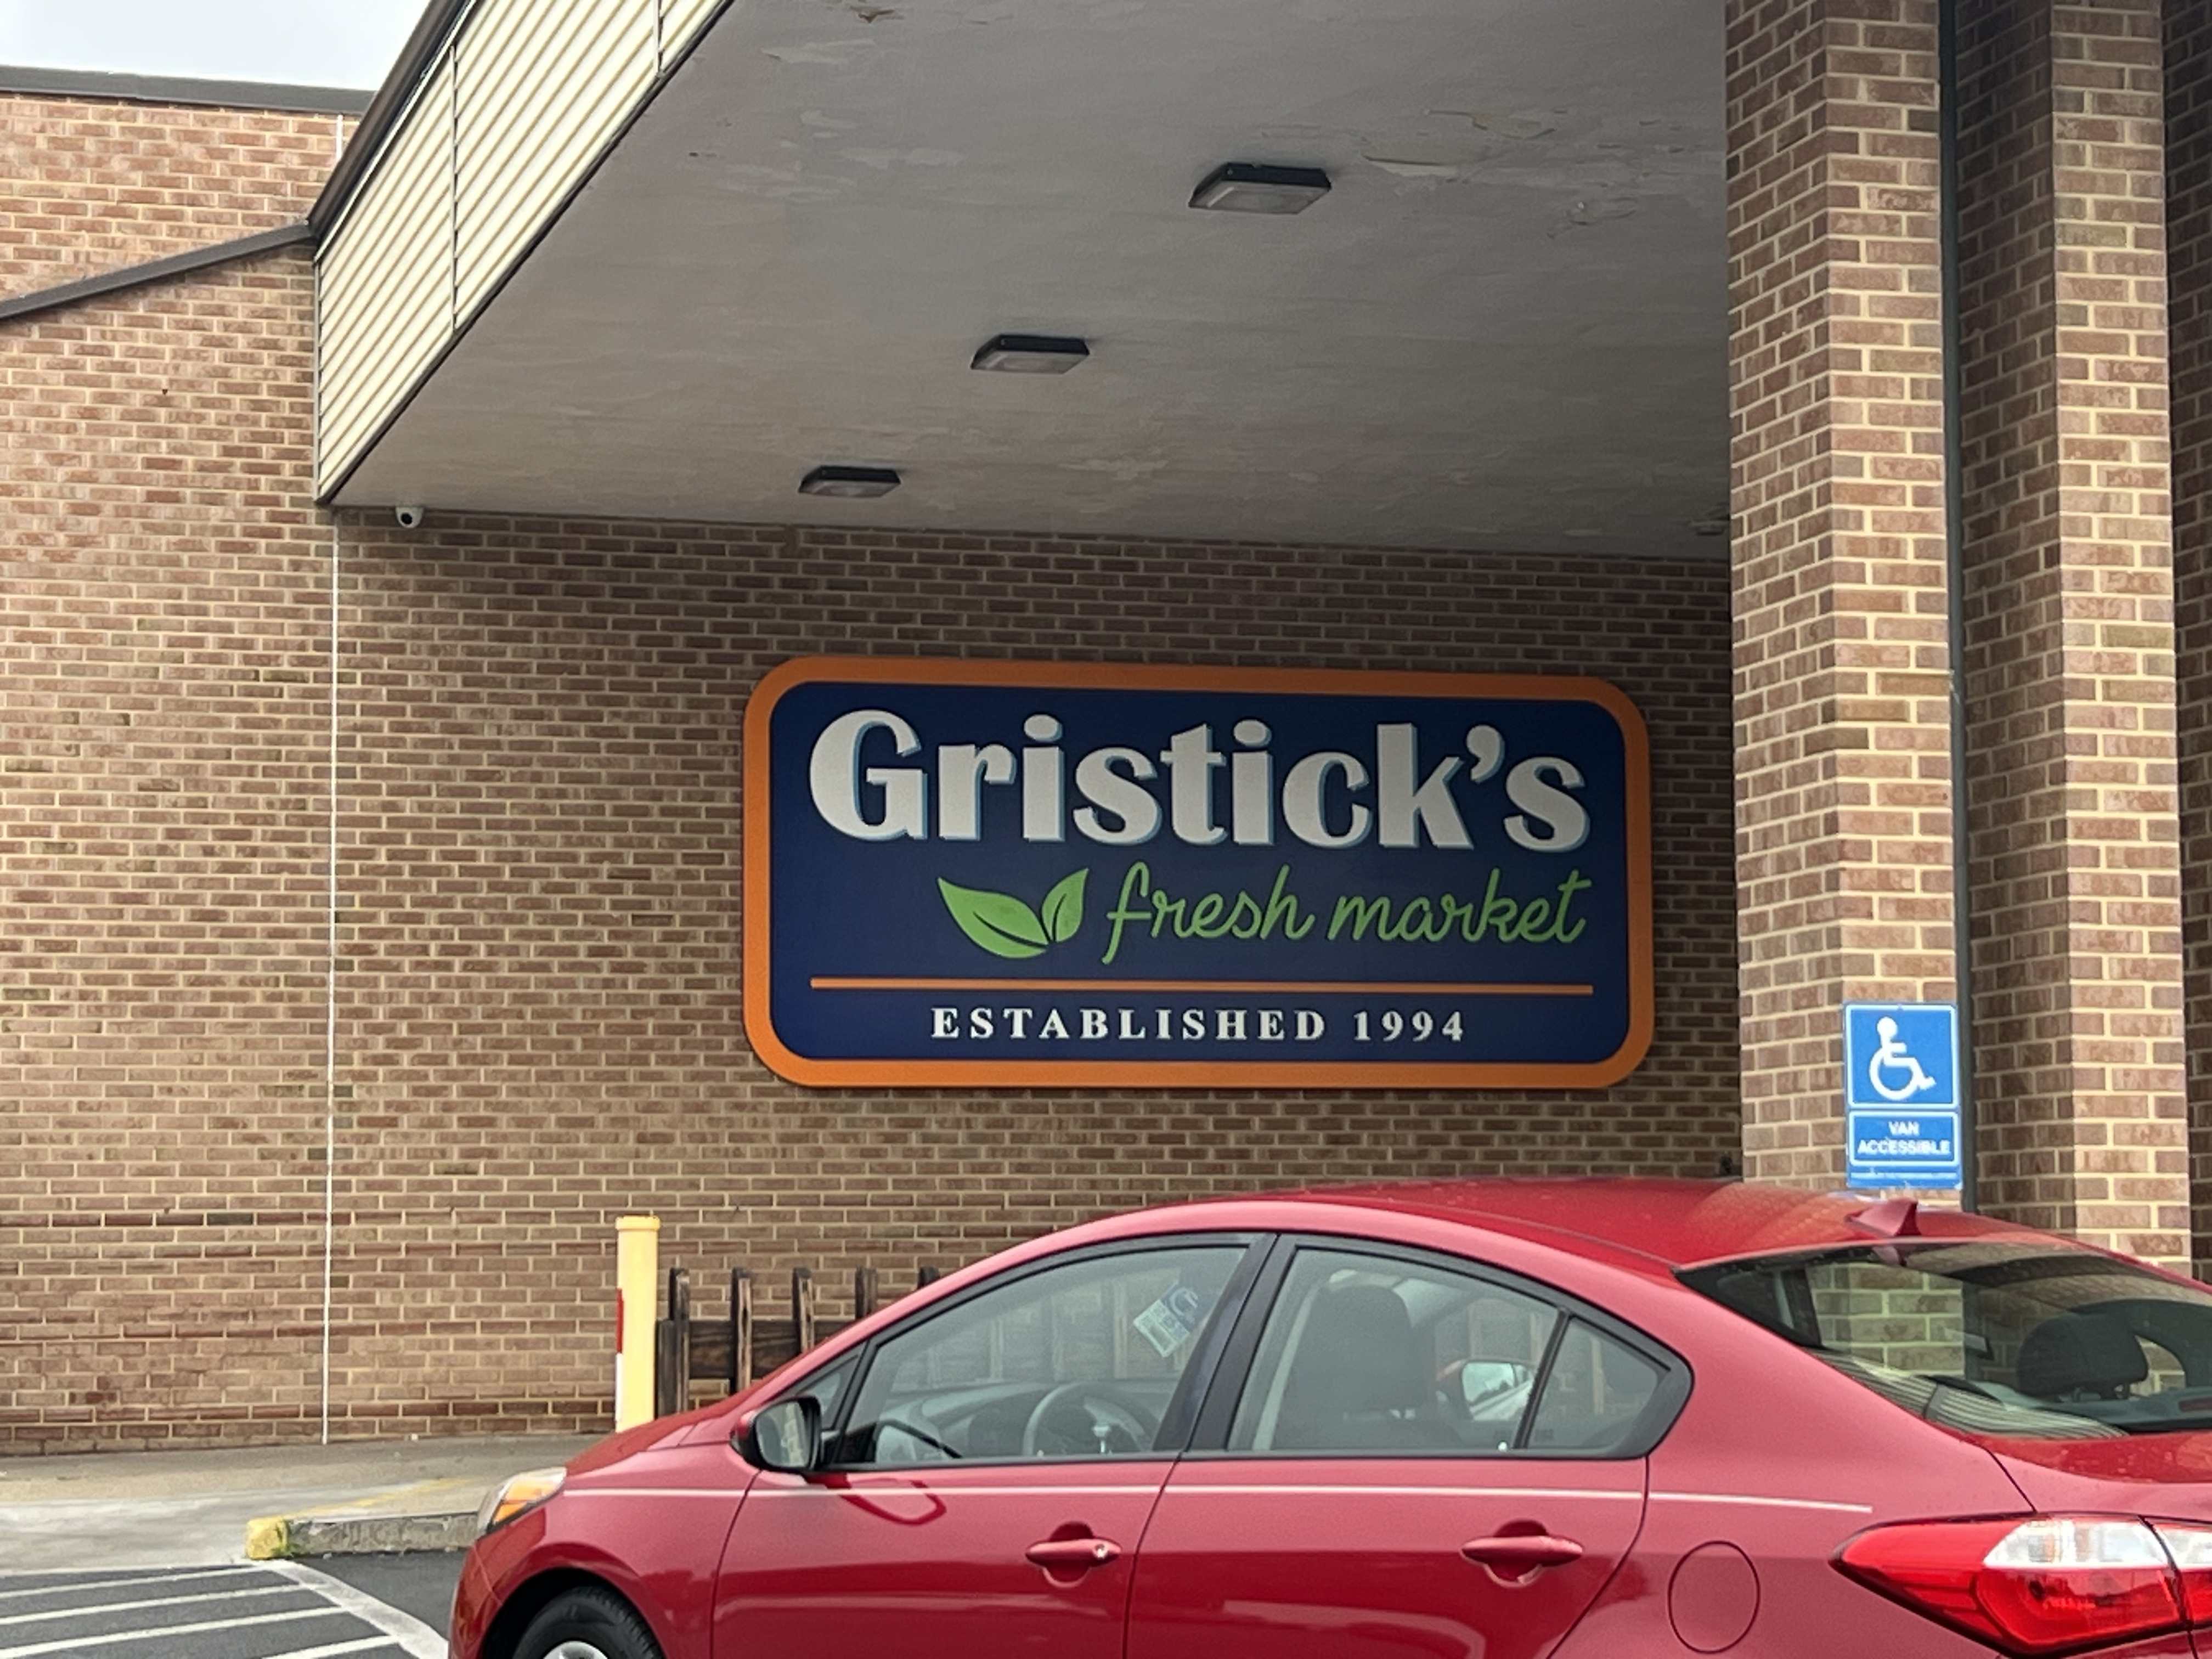 Gristick's
fresh market
ESTABLISHED 1994
VAN
ACCESSIBLE